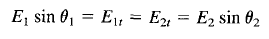 E₁ sin θ₁ = E₁ₜ = E₂ₜ = E₂ sin θ₂